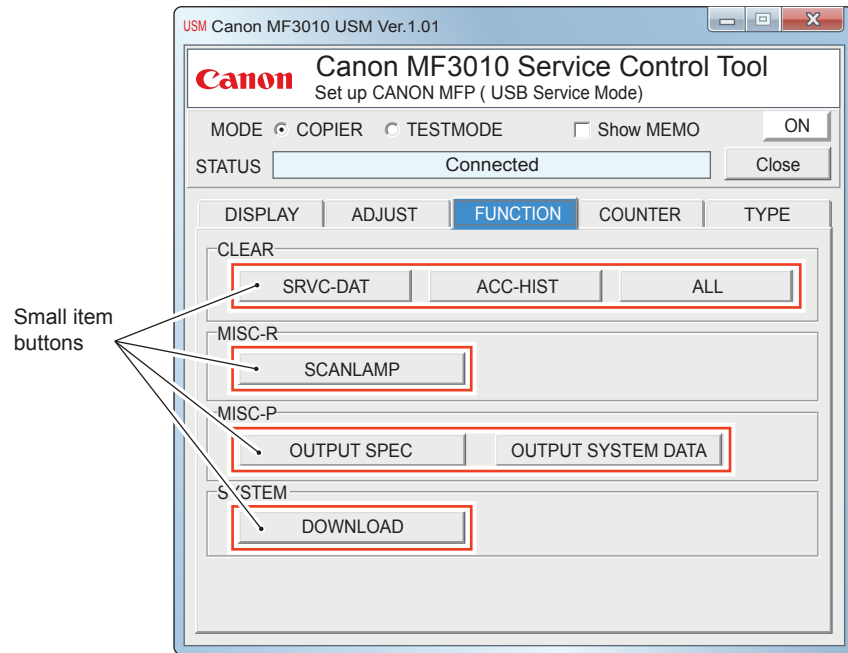 USM Canon MF3010 USM Ver.1.01
Canon
Canon MF3010 Service Control Tool
Set up CANON MFP ( USB Service Mode)
MODE COPIER TESTMODE Show MEMO ON
STATUS Connected Close
DISPLAY ADJUST FUNCTION COUNTER TYPE
CLEAR
SRVC-DAT ACC-HIST ALL
Small item
buttons
MISC-R
SCANLAMP
MISC-P
OUTPUT SPEC OUTPUT SYSTEM DATA
SYSTEM
DOWNLOAD